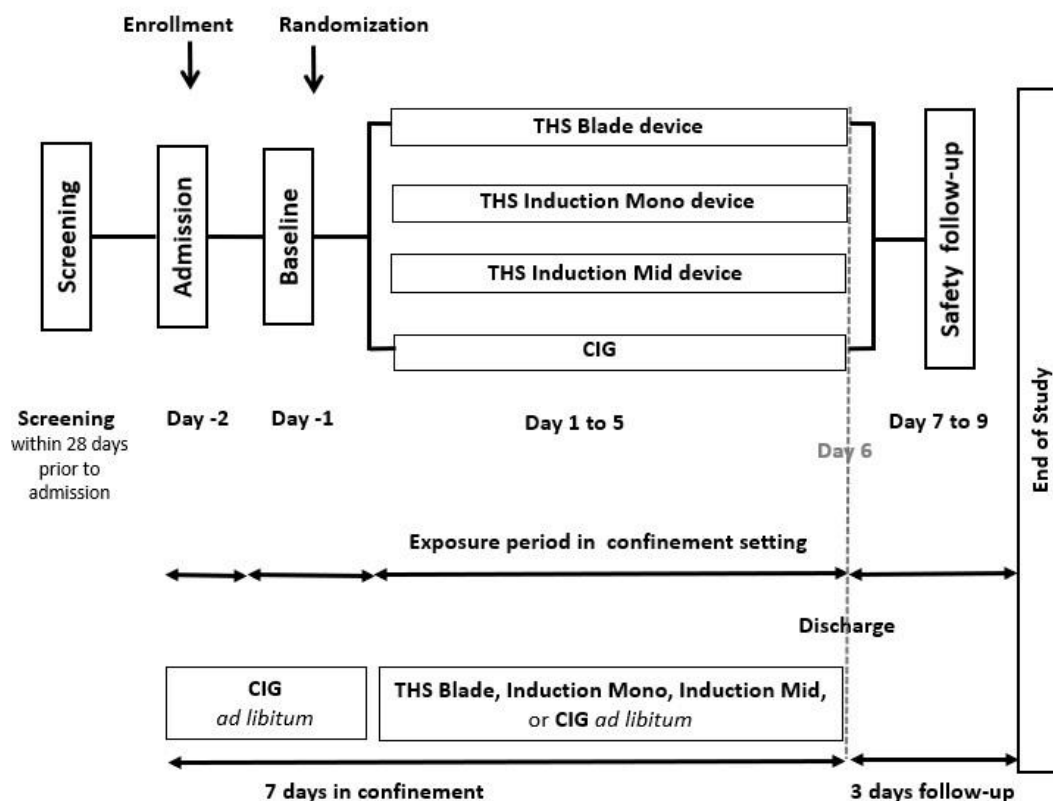 Enrollment
Randomization
Screening
Admission
Baseline
THS Blade device
THS Induction Mono device
THS Induction Mid device
CIG
Safety follow-up
End of Study
Screening
within 28 days
prior to
admission
Day -2
Day -1
Day 1 to 5
Day 6
Day 7 to 9
Exposure period in confinement setting
Discharge
CIG
ad libitum
THS Blade, Induction Mono, Induction Mid,
or CIG ad libitum
7 days in confinement
3 days follow-up